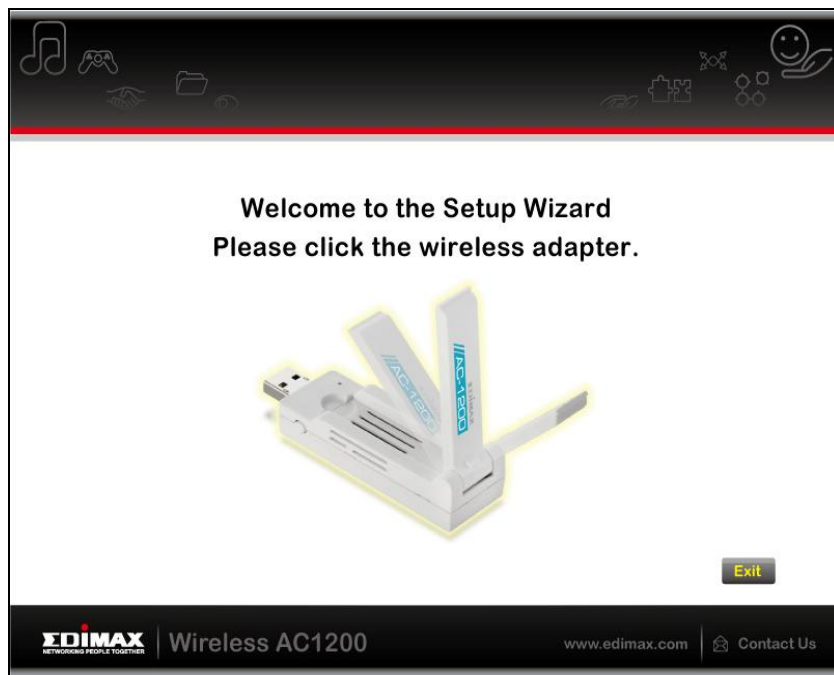 Welcome to the Setup Wizard
Please click the wireless adapter.
///AC-1200
///AC-1200
EDIMAX
Exit
EDIMAX
NETWORKING PEOPLE TOGETHER
Wireless AC1200
www.edimax.com
Contact Us